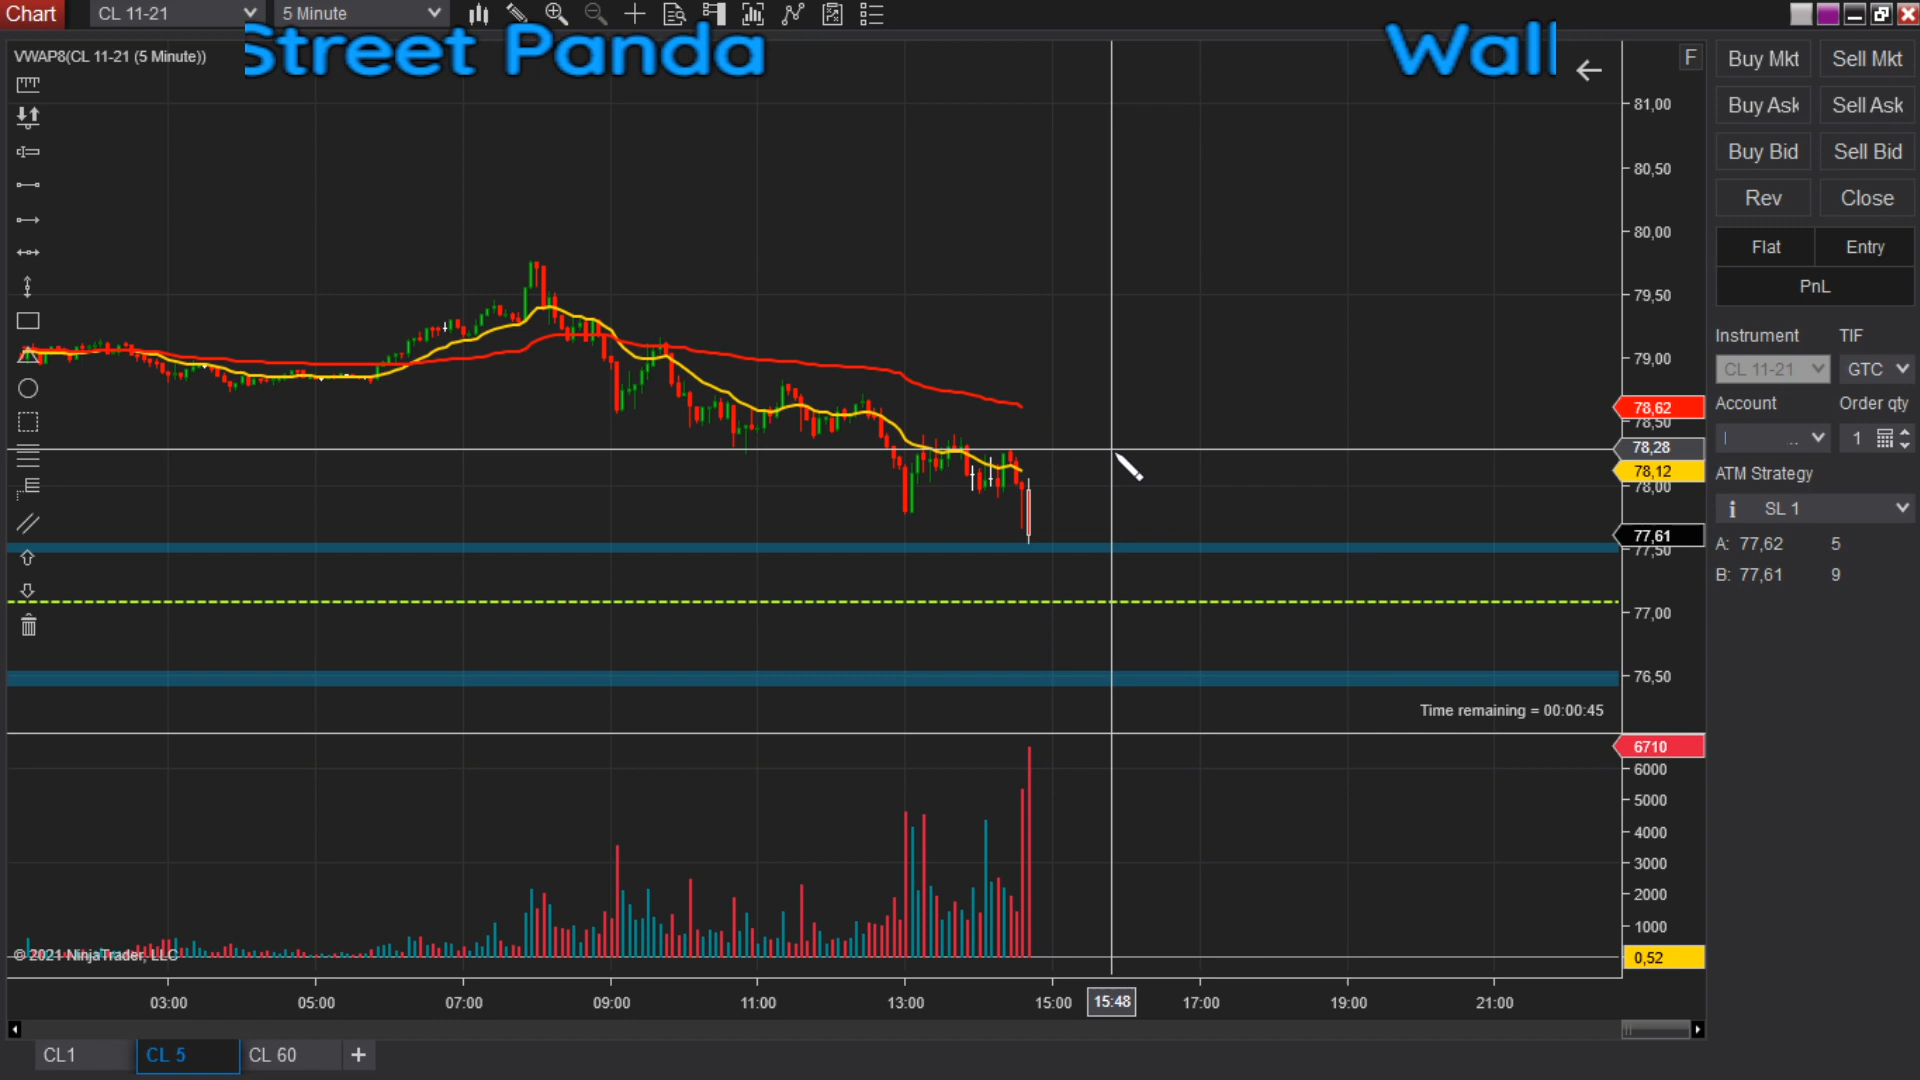 Chart CL 11-21 5 Minute
Street Panda Wall
VWAP8(CL 11-21 (5 Minute))
F
Buy Mkt Sell Mkt
Buy Ask Sell Ask
Buy Bid Sell Bid
Rev Close
Flat Entry
PnL
Instrument TIF
CL 11-21 GTC
Account Order qty
1
ATM Strategy
SL 1
A: 77,62 5
B: 77,61 9
81,00
80,50
80,00
79,50
79,00
78,62
78,50
78,28
78,12
78,00
77,61
77,50
77,00
76,50
Time remaining = 00:00:45
6710
6000
5000
4000
3000
2000
1000
0,52
© 2021 NinjaTrader, LLC
03:00 05:00 07:00 09:00 11:00 13:00 15:00 15:48 17:00 19:00 21:00
CL1 CL 5 CL 60 +